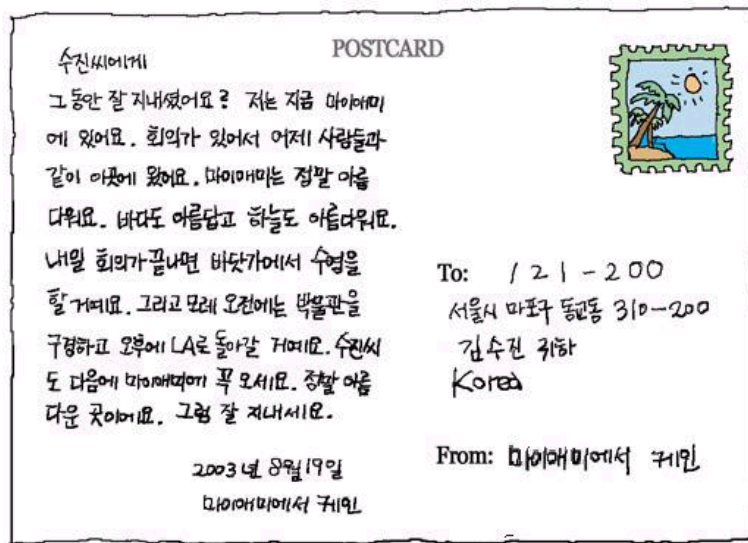 POSTCARD
수진씨에게
그동안 잘 지내셨어요? 저는 지금 마이애미
에 있어요. 회의가 있어서 어제 사람들과
같이 이곳에 왔어요. 마이애미는 정말 아름
다워요. 바다도 아름답고 하늘도 아름다워요.
내일 회의가 끝나면 바닷가에서 수영을
할 거예요. 그리고 모레 오전에는 박물관을
구경하고 오후에 LA로 돌아갈 거예요. 수진씨
도 다음에 마이애미에 꼭 오세요. 정말 아름
다운 곳이에요. 그럼 잘 지내세요.
2003년 8월 19일
마이애미에서 케인
To: 121-200
서울시 마포구 동교동 310-200
김수진 귀하
Korea
From: 마이애미에서 케인